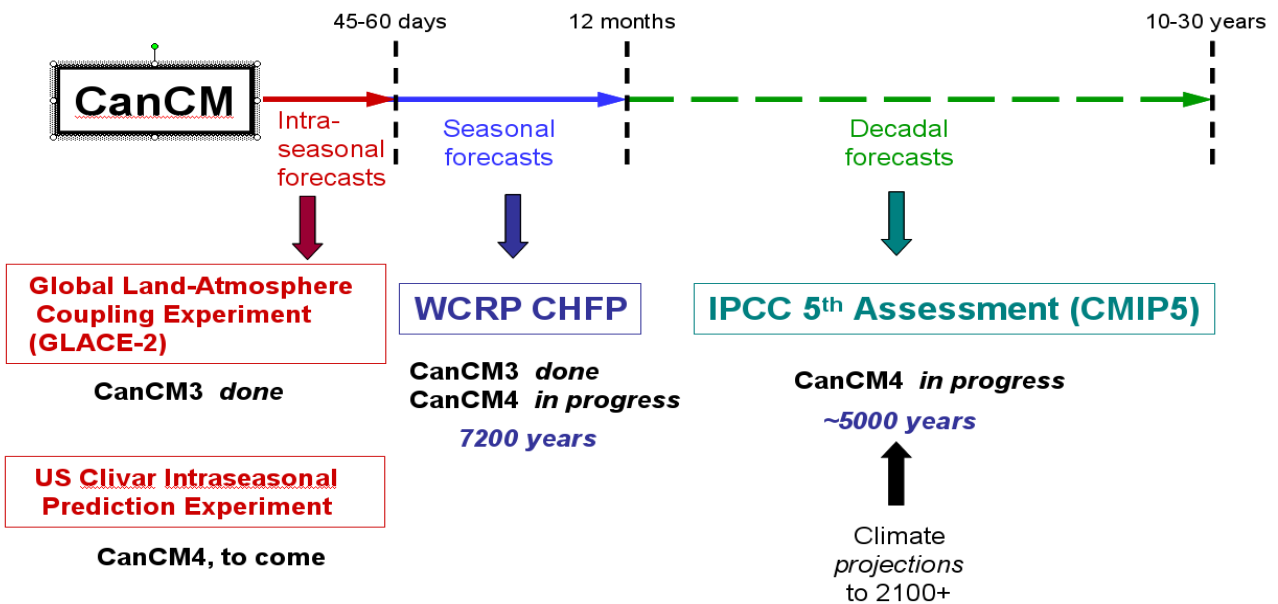 45-60 days
12 months
10-30 years
CanCM
Intra-
seasonal
forecasts
Seasonal
forecasts
Decadal
forecasts
Global Land-Atmosphere
Coupling Experiment
(GLACE-2)
CanCM3 done
US Clivar Intraseasonal
Prediction Experiment
CanCM4, to come
WCRP CHFP
CanCM3 done
CanCM4 in progress
7200 years
IPCC 5th Assessment (CMIP5)
CanCM4 in progress
~5000 years
Climate
projections
to 2100+